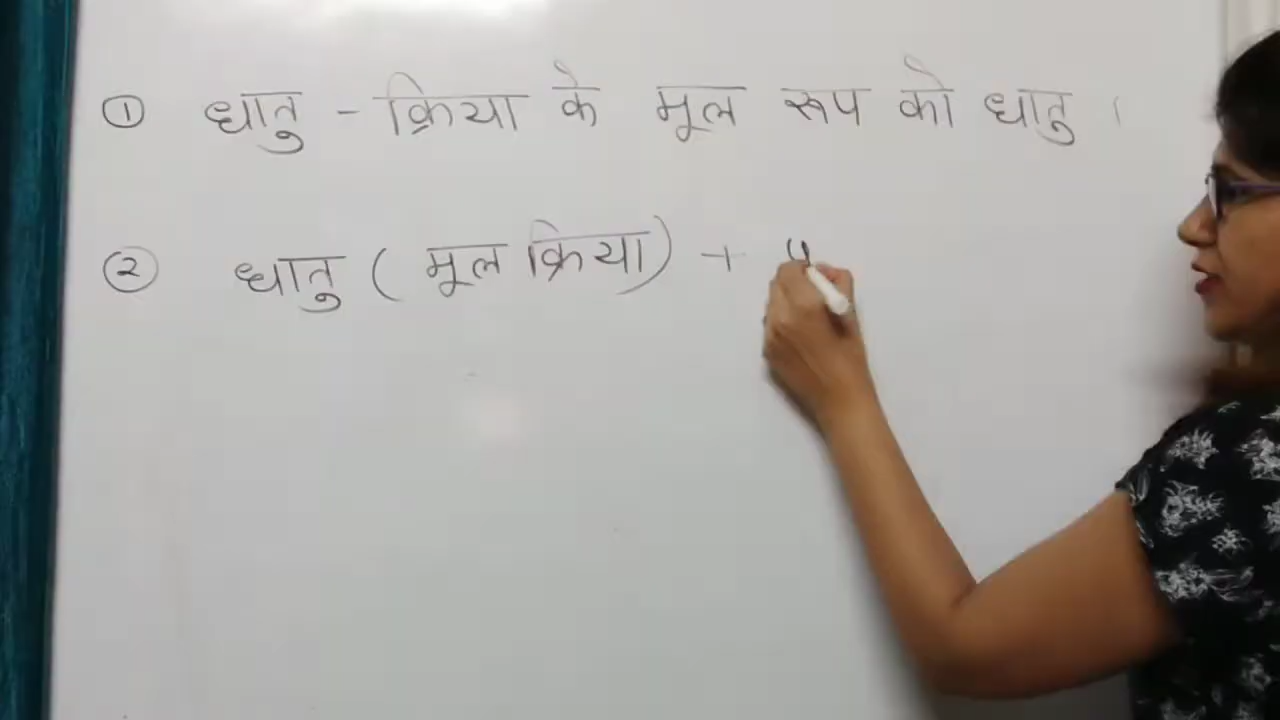 ① धातु - क्रिया के मूल रूप को धातु ।
② धातु ( मूल क्रिया) +